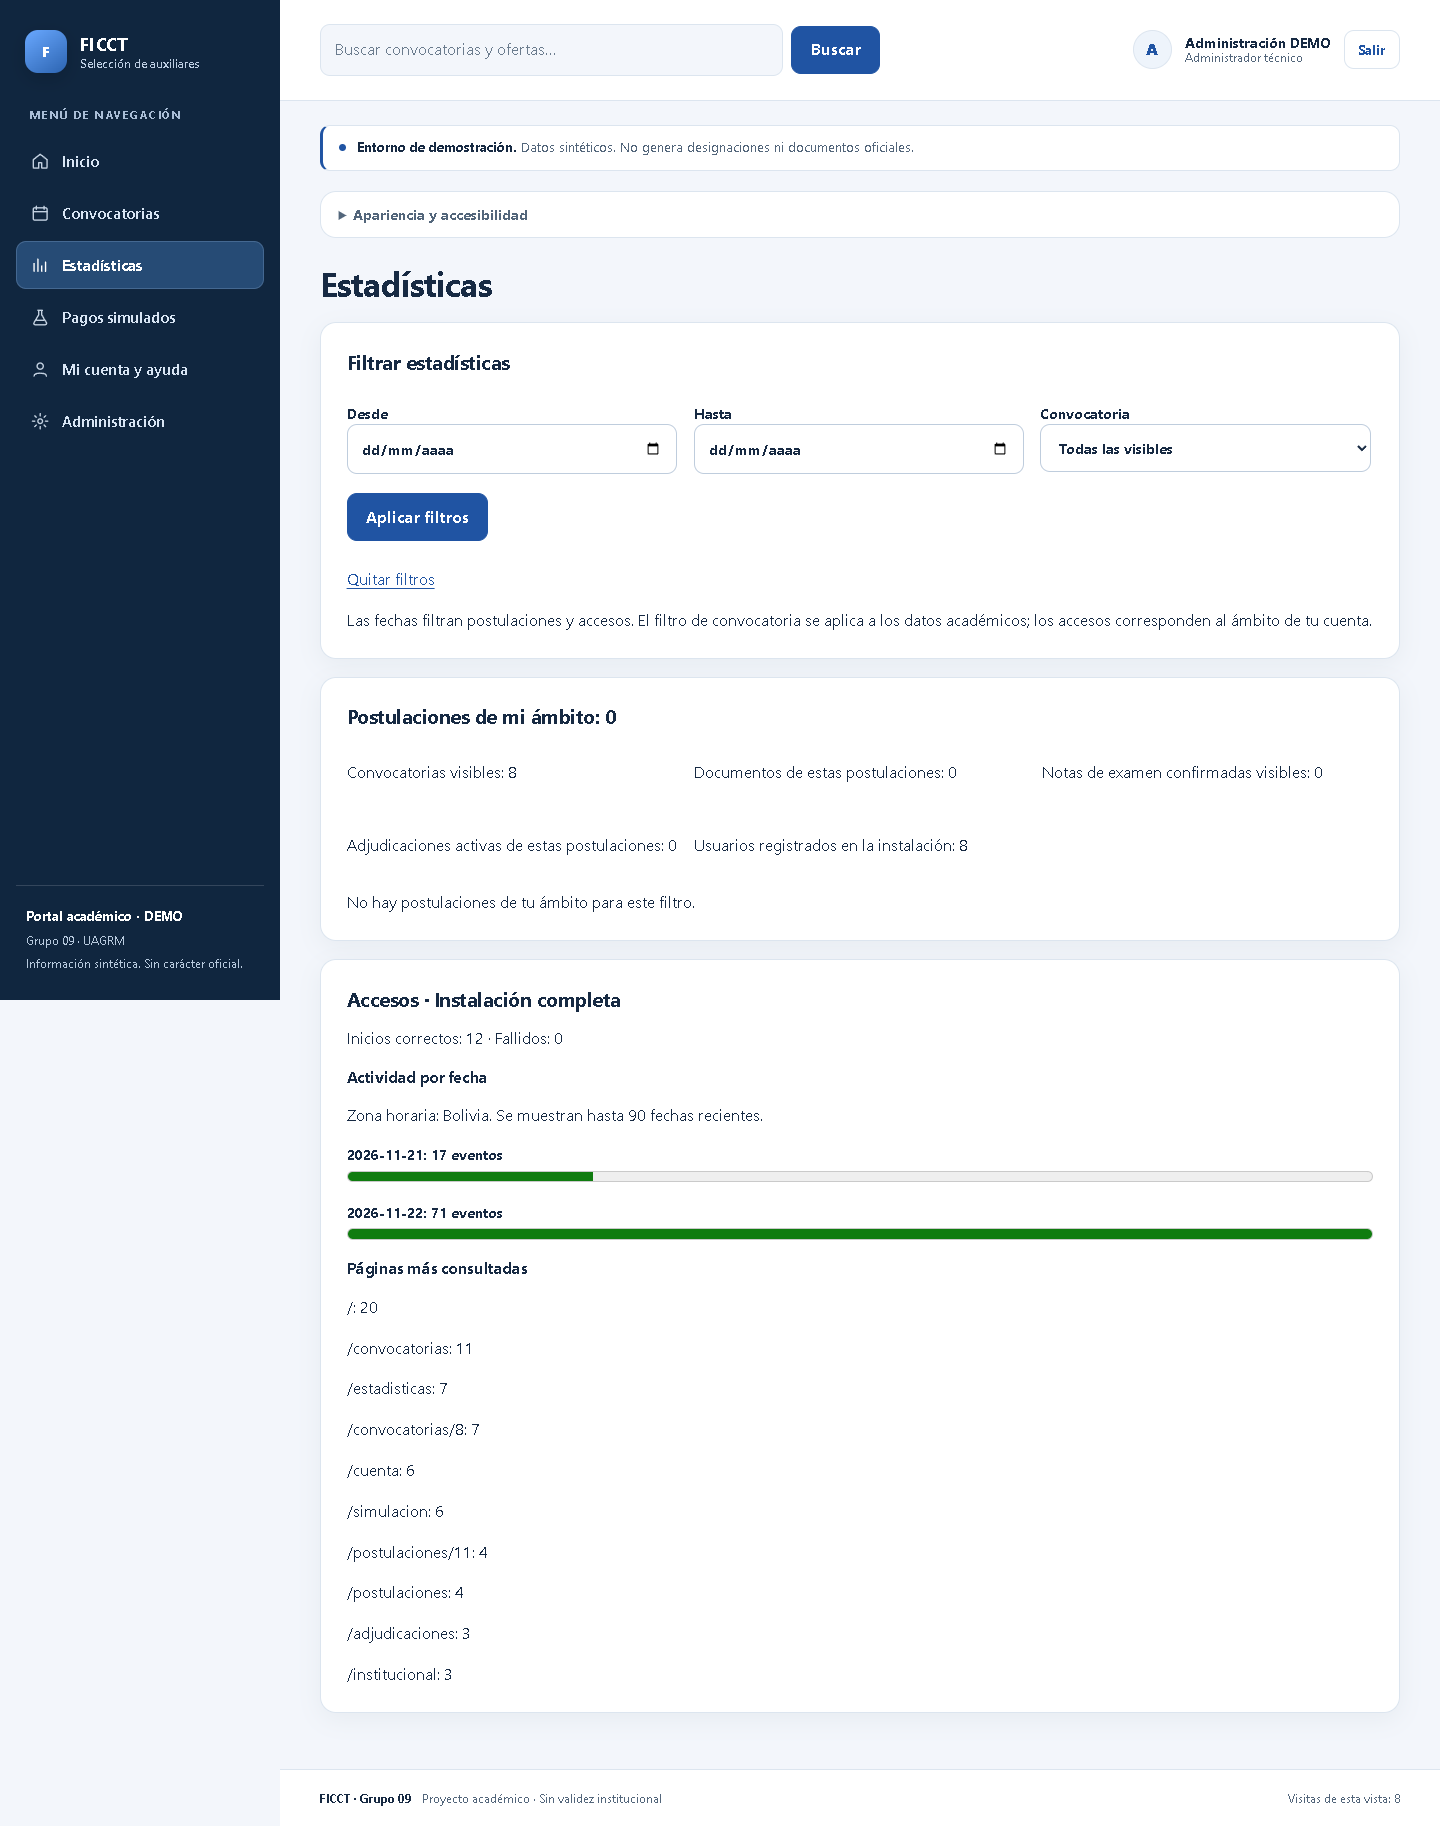 F
FICCT
Selección de auxiliares
MENÚ DE NAVEGACIÓN
Inicio
Convocatorias
Estadísticas
Pagos simulados
Mi cuenta y ayuda
Administración
Portal académico · DEMO
Grupo 09 · UAGRM
Información sintética. Sin carácter oficial.
Buscar convocatorias y ofertas...
Buscar
A
Administración DEMO
Administrador técnico
Salir
Entorno de demostración. Datos sintéticos. No genera designaciones ni documentos oficiales.
Apariencia y accesibilidad
Estadísticas
Filtrar estadísticas
Desde
Hasta
Convocatoria
dd/mm/aaaa
dd/mm/aaaa
Todas las visibles
Aplicar filtros
Quitar filtros
Las fechas filtran postulaciones y accesos. El filtro de convocatoria se aplica a los datos académicos; los accesos corresponden al ámbito de tu cuenta.
Postulaciones de mi ámbito: 0
Convocatorias visibles: 8
Documentos de estas postulaciones: 0
Notas de examen confirmadas visibles: 0
Adjudicaciones activas de estas postulaciones: 0
Usuarios registrados en la instalación: 8
No hay postulaciones de tu ámbito para este filtro.
Accesos · Instalación completa
Inicios correctos: 12 · Fallidos: 0
Actividad por fecha
Zona horaria: Bolivia. Se muestran hasta 90 fechas recientes.
2026-11-21: 17 eventos
2026-11-22: 71 eventos
Páginas más consultadas
/: 20
/convocatorias: 11
/estadisticas: 7
/convocatorias/8: 7
/cuenta: 6
/simulacion: 6
/postulaciones/11: 4
/postulaciones: 4
/adjudicaciones: 3
/institucional: 3
FICCT · Grupo 09 Proyecto académico · Sin validez institucional
Visitas de esta vista: 8